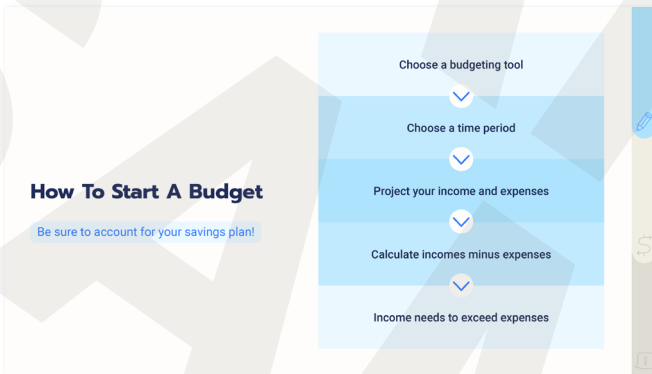 How To Start A Budget
Be sure to account for your savings plan!
Choose a budgeting tool
Choose a time period
Project your income and expenses
Calculate incomes minus expenses
Income needs to exceed expenses